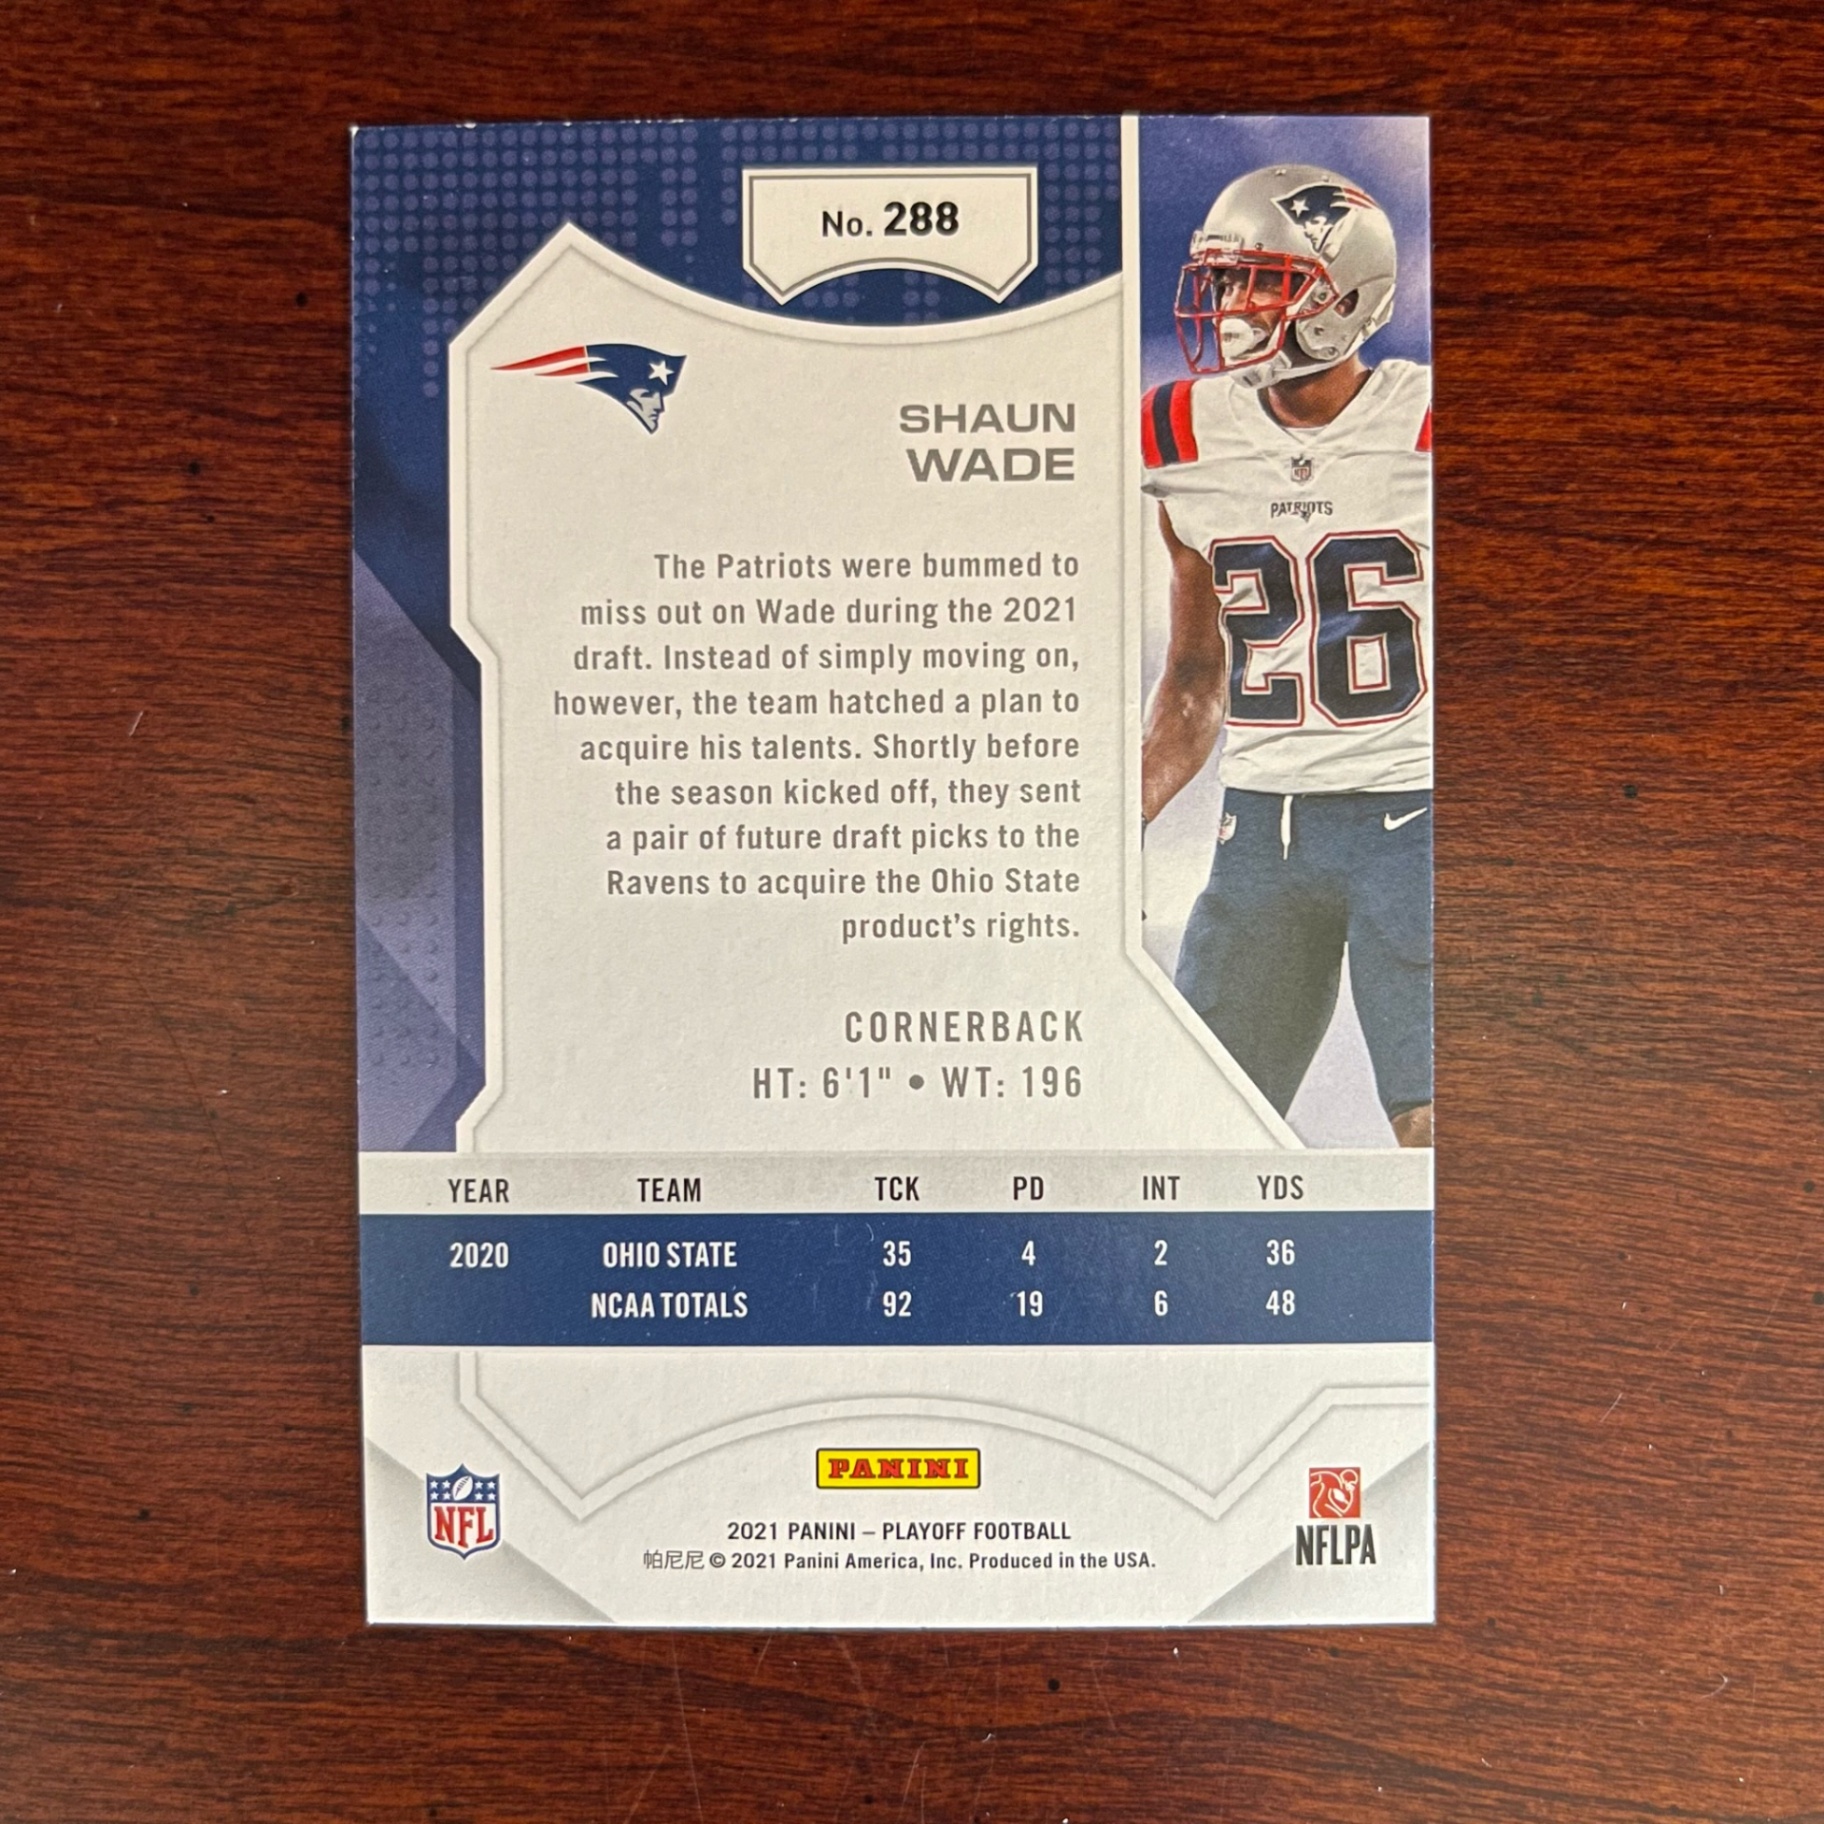 No. 288
SHAUN
WADE
The Patriots were bummed to
miss out on Wade during the 2021
draft. Instead of simply moving on,
however, the team hatched a plan to
acquire his talents. Shortly before
the season kicked off, they sent
a pair of future draft picks to the
Ravens to acquire the Ohio State
product's rights.
CORNERBACK
HT: 6'1" • WT: 196
PATRIOTS
26
YEAR TEAM TCK PD INT YDS
2020 OHIO STATE 35 4 2 36
NCAA TOTALS 92 19 6 48
PANINI
NFL
2021 PANINI – PLAYOFF FOOTBALL
帕尼尼 © 2021 Panini America, Inc. Produced in the USA.
NFLPA